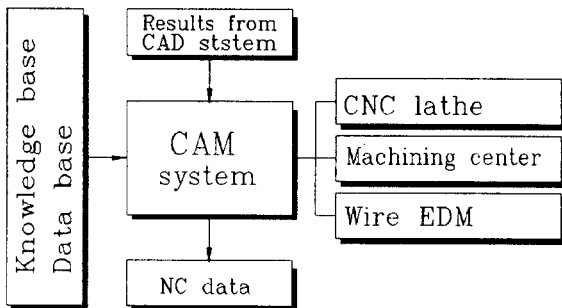 Results from
CAD ststem
Knowledge base
Data base
CAM
system
CNC lathe
Machining center
Wire EDM
NC data